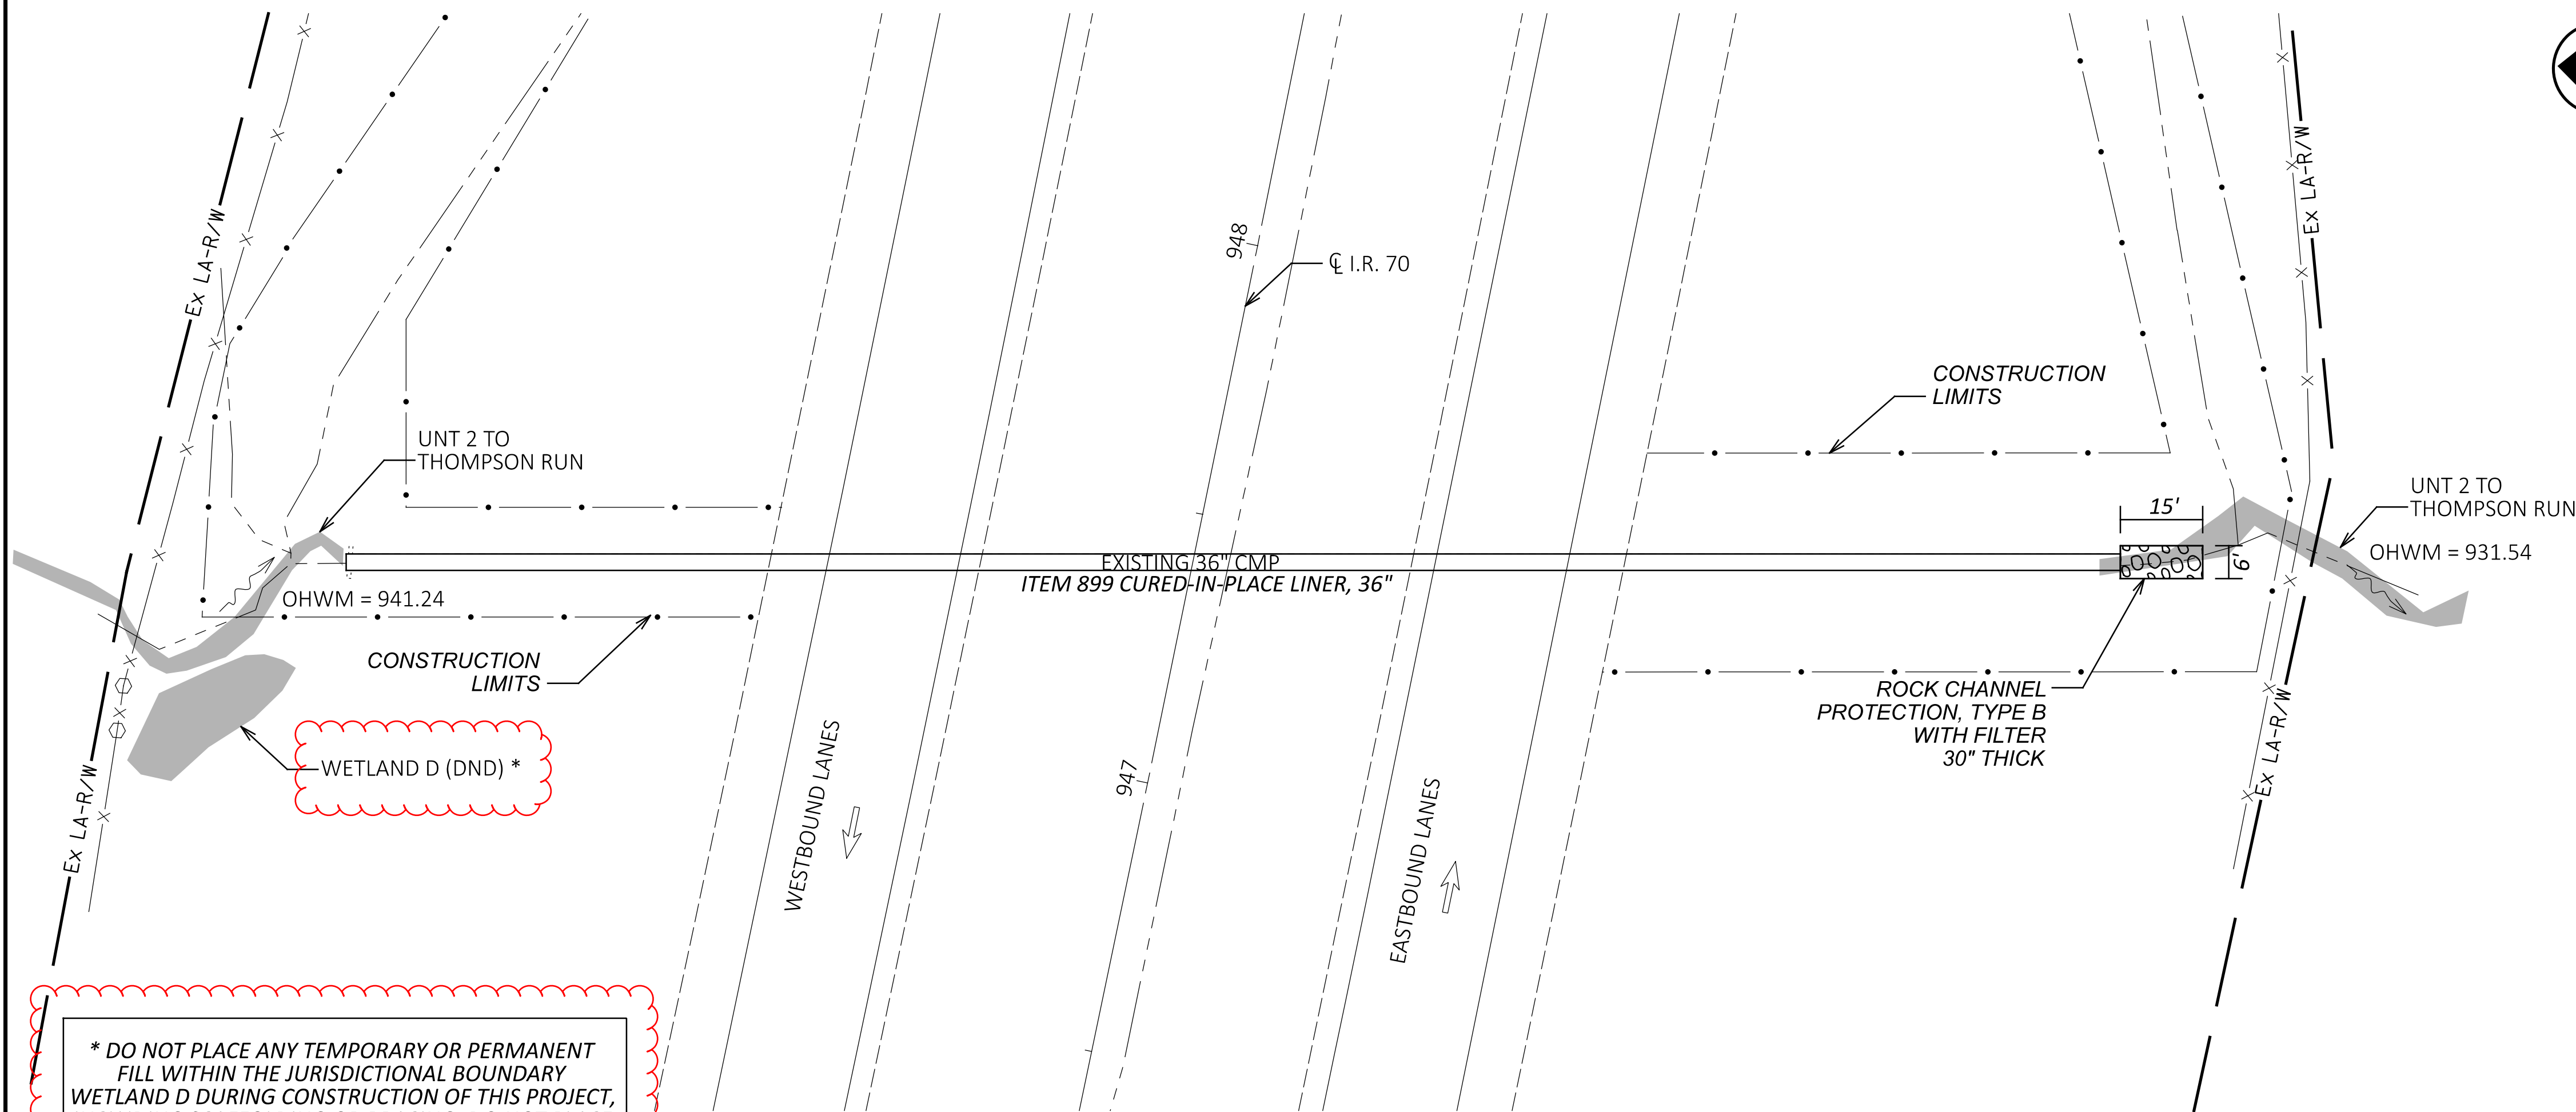 Ex LA-R/W
Ex LA-R/W
948
℄ I.R. 70
CONSTRUCTION
LIMITS
UNT 2 TO
THOMPSON RUN
UNT 2 TO
THOMPSON RUN
15'
6'
OHWM = 931.54
EXISTING 36" CMP
ITEM 899 CURED-IN-PLACE LINER, 36"
OHWM = 941.24
CONSTRUCTION
LIMITS
ROCK CHANNEL
PROTECTION, TYPE B
WITH FILTER
30" THICK
WETLAND D (DND) *
947
WESTBOUND LANES
EASTBOUND LANES
Ex LA-R/W
Ex LA-R/W
* DO NOT PLACE ANY TEMPORARY OR PERMANENT
FILL WITHIN THE JURISDICTIONAL BOUNDARY
WETLAND D DURING CONSTRUCTION OF THIS PROJECT,